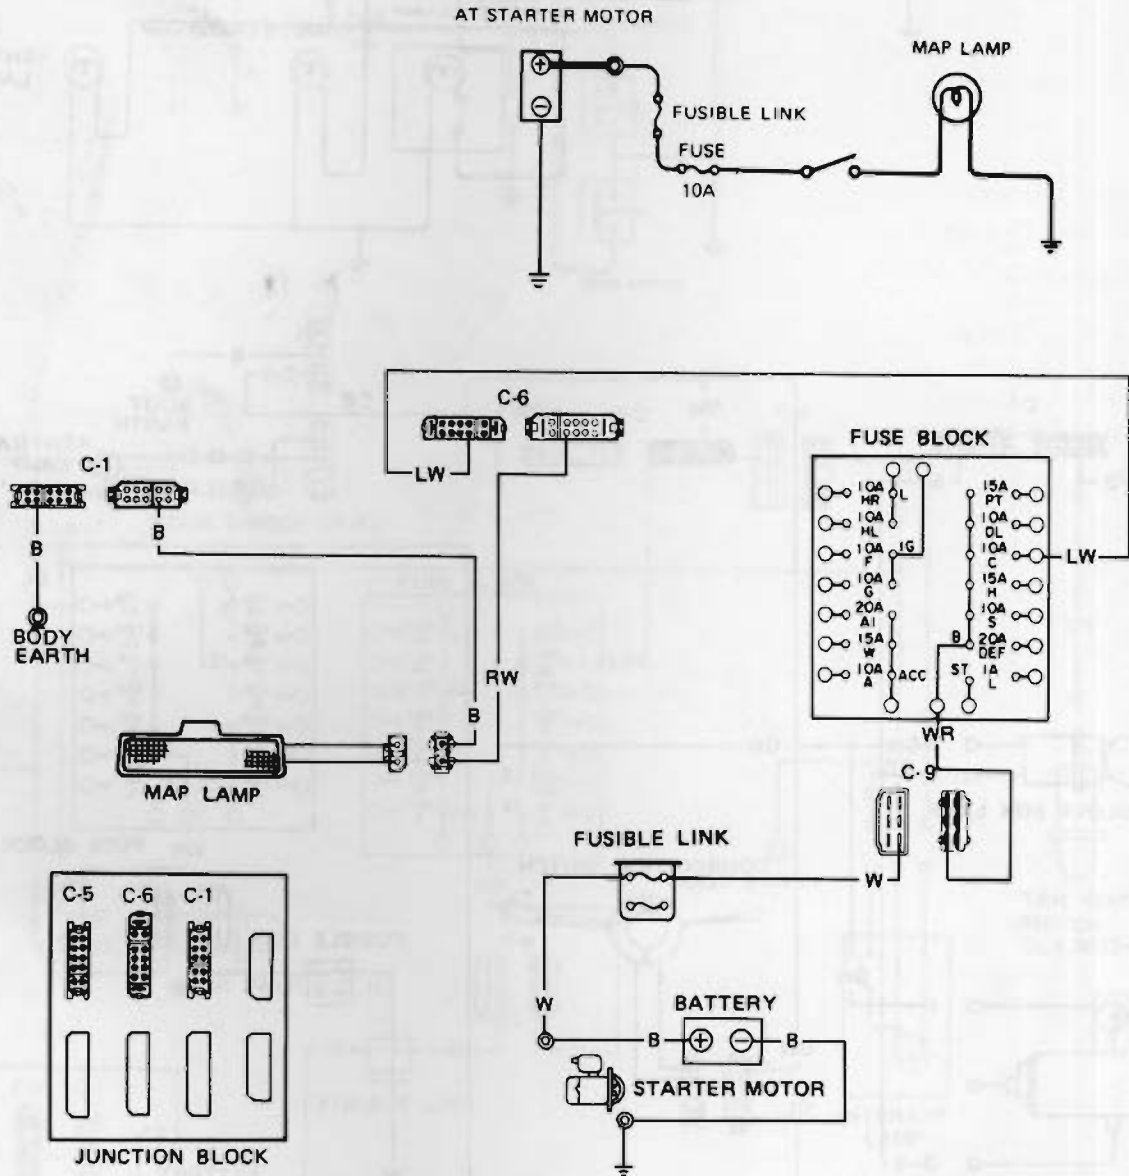 AT STARTER MOTOR
MAP LAMP
FUSIBLE LINK
FUSE
10A
C-6
LW
C-1
B
B
BODY
EARTH
RW
B
MAP LAMP
FUSE BLOCK
10A
HR
L
15A
PT
10A
HL
10A
DL
10A
F
IG
10A
C
LW
10A
G
15A
H
20A
AI
10A
S
15A
W
B
20A
DEF
10A
A
ACC
ST
1A
L
WR
C-9
FUSIBLE LINK
W
W
BATTERY
B
B
STARTER MOTOR
C-5 C-6 C-1
JUNCTION BLOCK